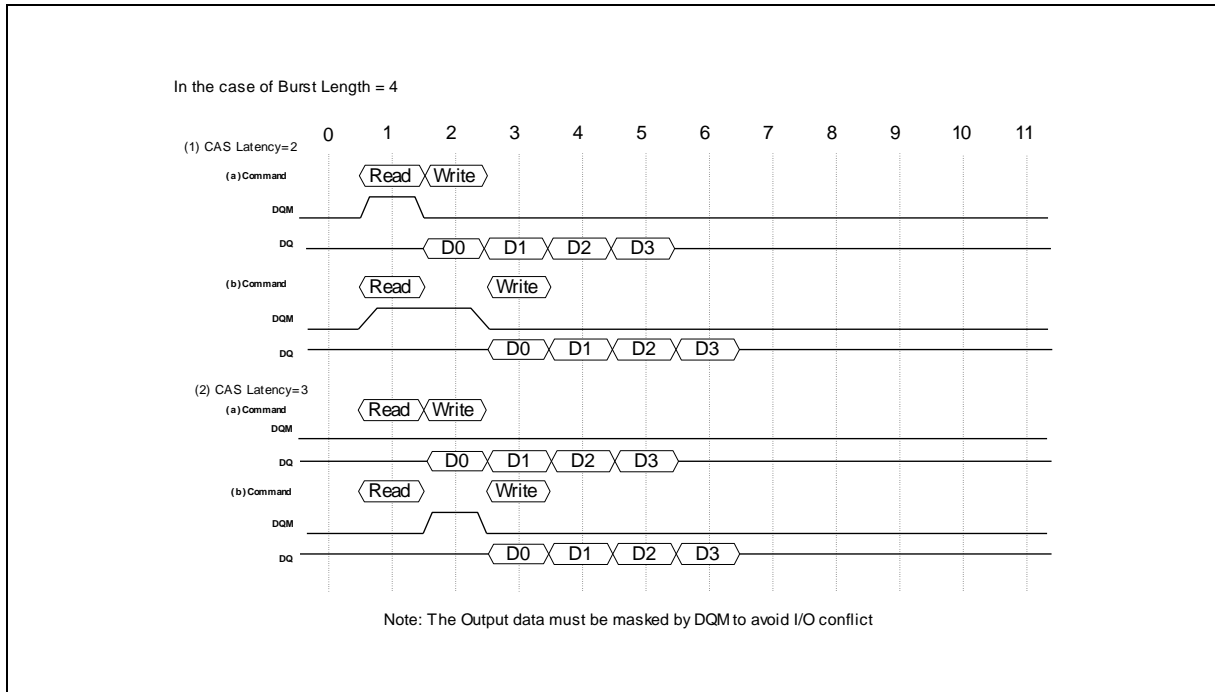 In the case of Burst Length = 4
0 1 2 3 4 5 6 7 8 9 10 11
(1) CAS Latency=2
(a)Command Read Write
DQM
DQ D0 D1 D2 D3
(b)Command Read Write
DQM
DQ D0 D1 D2 D3
(2) CAS Latency=3
(a)Command Read Write
DQM
DQ D0 D1 D2 D3
(b)Command Read Write
DQM
DQ D0 D1 D2 D3
Note: The Output data must be masked by DQM to avoid I/O conflict